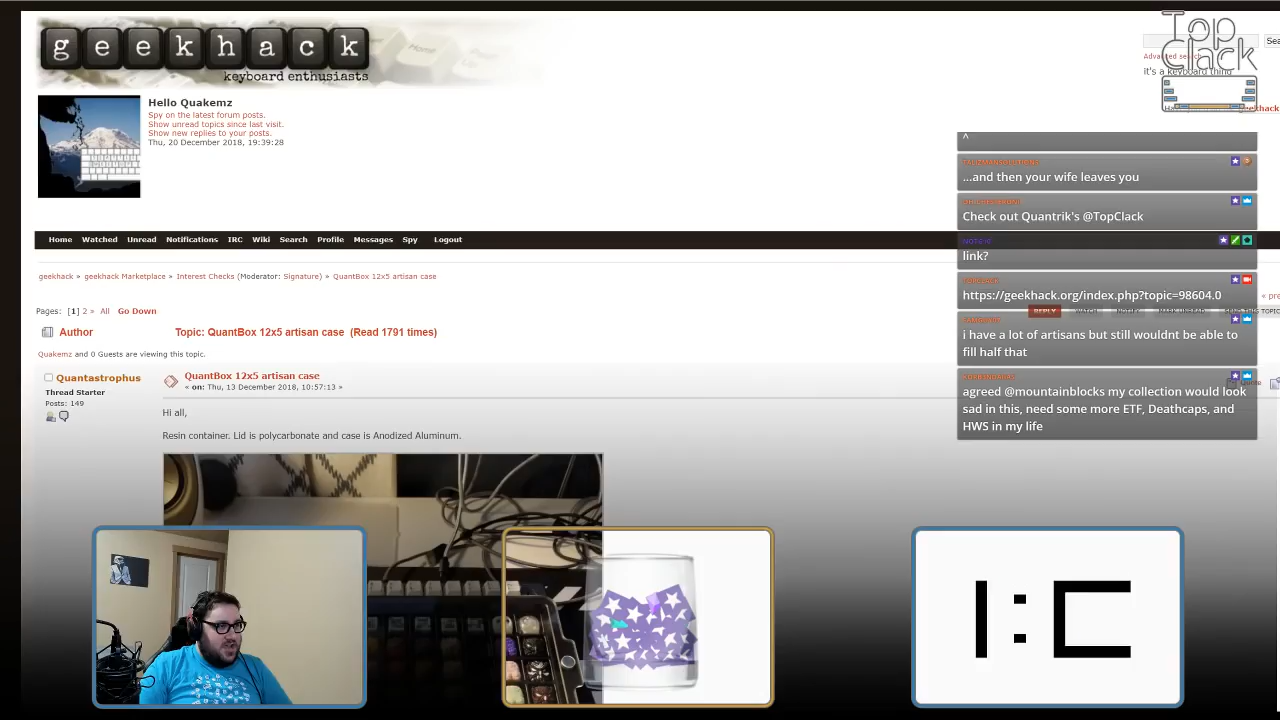 geekhack
keyboard enthusiasts
Top
Clack
Advanced search
it's a keyboard thing
Hello Quakemz
Spy on the latest forum posts.
Show unread topics since last visit.
Show new replies to your posts.
Thu, 20 December 2018, 19:39:28
^
...and then your wife leaves you
Check out Quantrik's @TopClack
link?
https://geekhack.org/index.php?topic=98604.0
i have a lot of artisans but still wouldnt be able to
fill half that
agreed @mountainblocks my collection would look
sad in this, need some more ETF, Deathcaps, and
HWS in my life
Home Watched Unread Notifications IRC Wiki Search Profile Messages Spy Logout
geekhack » geekhack Marketplace » Interest Checks (Moderator: Signature) » QuantBox 12x5 artisan case
Pages: [1] 2 » All Go Down
REPLY
Author Topic: QuantBox 12x5 artisan case (Read 1791 times)
Quakemz and 0 Guests are viewing this topic.
Quantastrophus
Thread Starter
Posts: 149
QuantBox 12x5 artisan case
« on: Thu, 13 December 2018, 10:57:13 »
Hi all,
Resin container. Lid is polycarbonate and case is Anodized Aluminum.